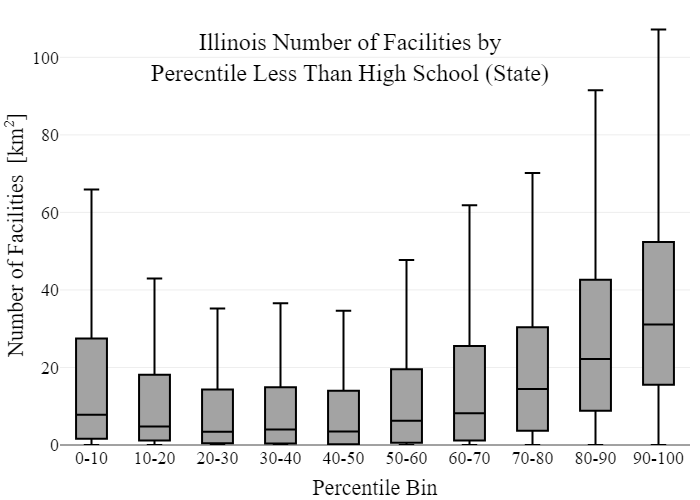 Illinois Number of Facilities by
Perecntile Less Than High School (State)
Number of Facilities [km²]
100
80
60
40
20
0
0-10 10-20 20-30 30-40 40-50 50-60 60-70 70-80 80-90 90-100
Percentile Bin